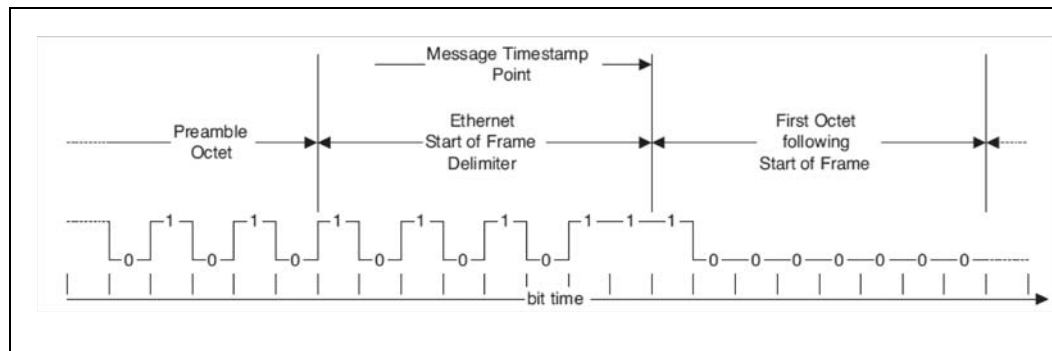 Message Timestamp
Point
Preamble
Octet
Ethernet
Start of Frame
Delimiter
First Octet
following
Start of Frame
0 1 0 1 0 1 0 1 0 1 0 1 1 1 0 0 0 0 0 0 0
bit time